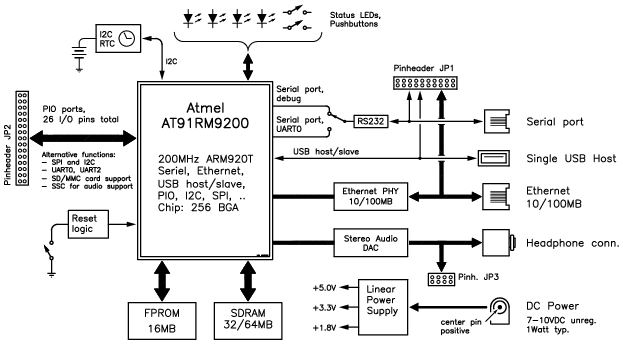 I2C
RTC
I2C
Status LEDs,
Pushbuttons
Pinheader JP1
Pinheader JP2
PIO ports,
26 I/O pins total
Alternative functions:
– SPI and I2C
– UART0, UART2
– SD/MMC card support
– SSC for audio support
Atmel
AT91RM9200
200MHz ARM920T
Seriel, Ethernet,
USB host/slave,
PIO, I2C, SPI, ..
Chip: 256 BGA
Serial port,
debug
Serial port,
UART0
RS232
Serial port
USB host/slave
Single USB Host
Ethernet PHY
10/100MB
Ethernet
10/100MB
Reset
logic
Stereo Audio
DAC
Headphone conn.
Pinh. JP3
FPROM
16MB
SDRAM
32/64MB
+5.0V
+3.3V
+1.8V
Linear
Power
Supply
center pin
positive
DC Power
7-10VDC unreg.
1Watt typ.